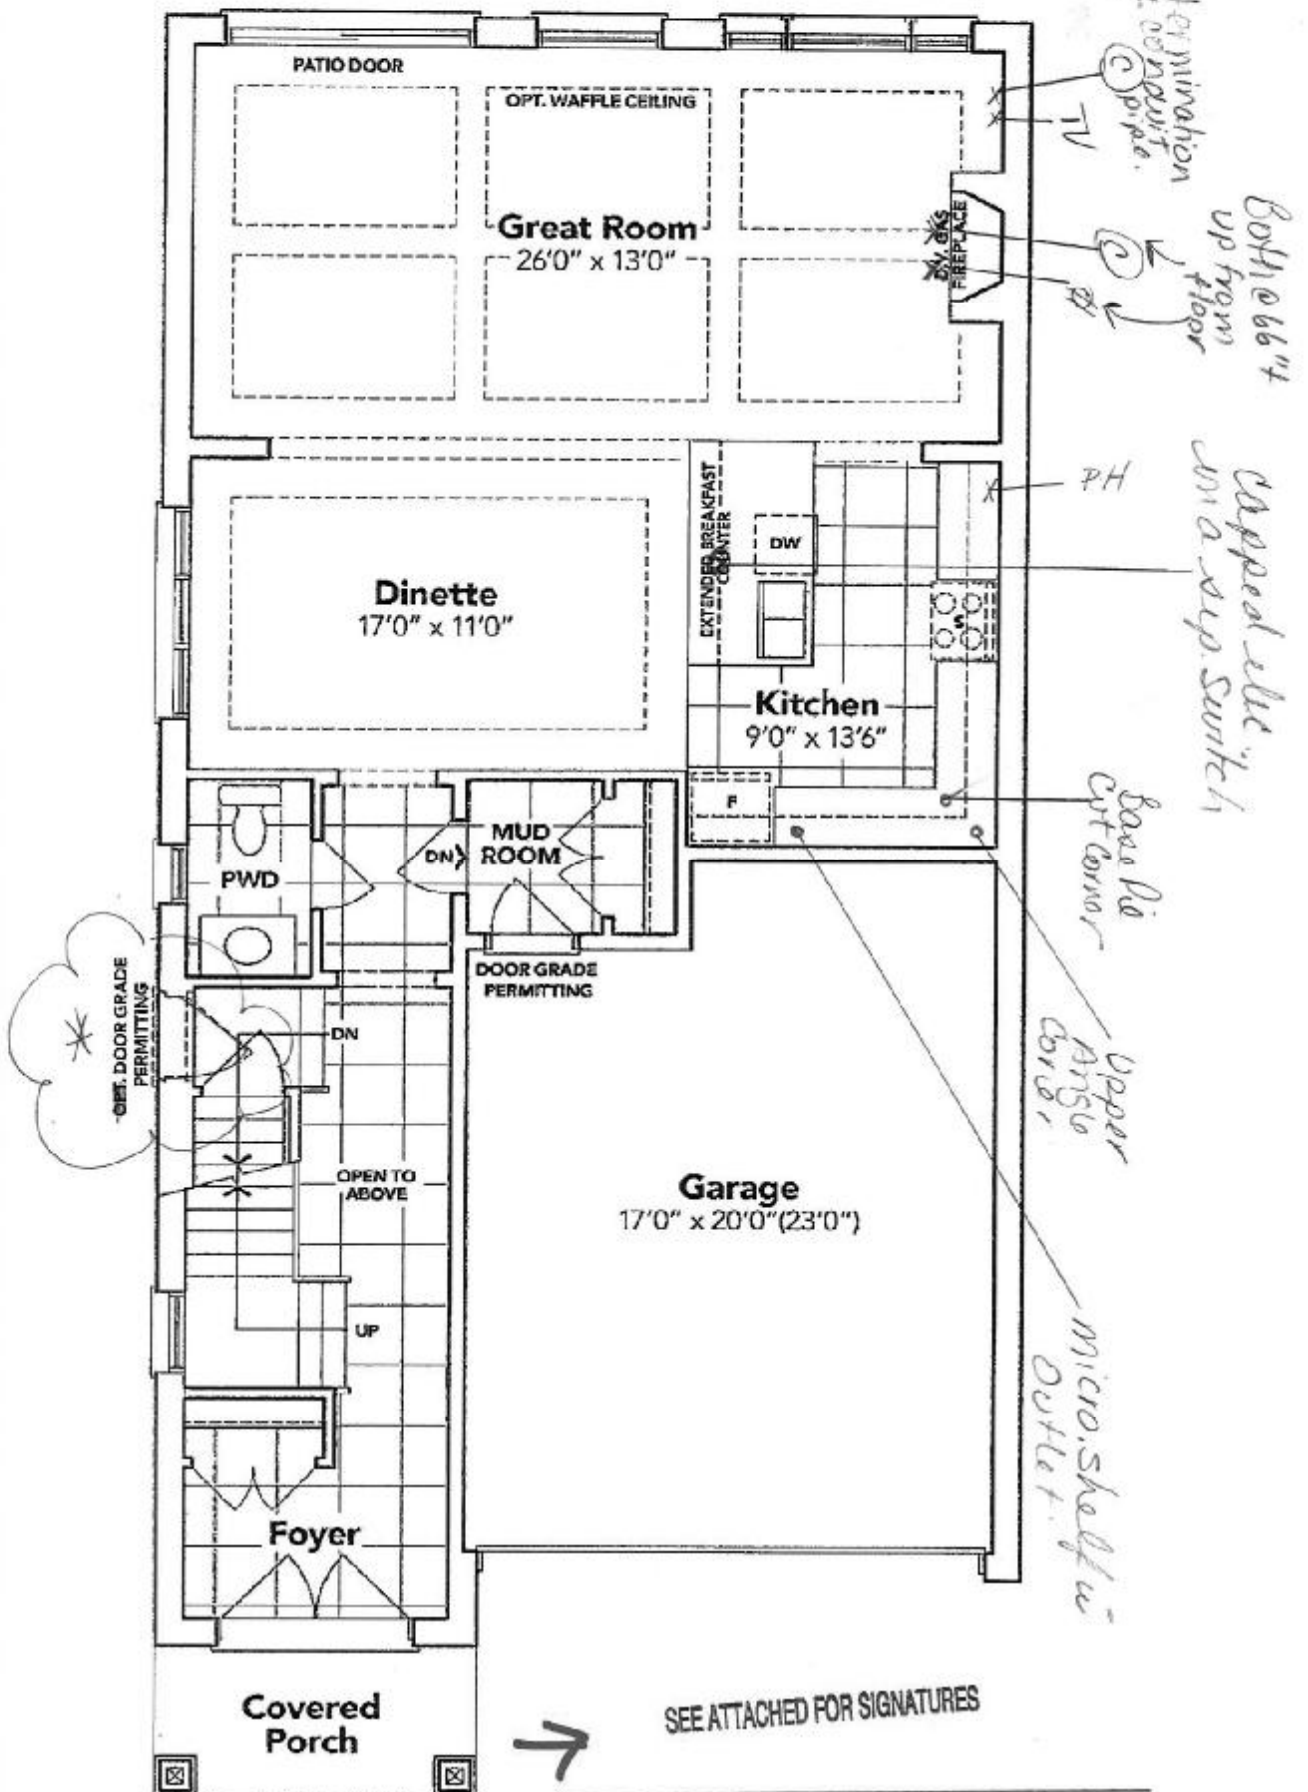 PATIO DOOR
OPT. WAFFLE CEILING
Great Room
26'0" x 13'0"
D.V. GAS
FIREPLACE
termination
conduit
C pipe.
TV
Both @ 66"+
up from
floor
C
PH
capped elec
on a sep. switch
EXTENDED BREAKFAST
COUNTER
DW
S
Dinette
17'0" x 11'0"
Kitchen
9'0" x 13'6"
F
Base Pie
Cut Corner
Upper
Angle
MUD
ROOM
DN
PWD
DOOR GRADE
PERMITTING
OPT. DOOR GRADE
PERMITTING
DN
OPEN TO
ABOVE
UP
Garage
17'0" x 20'0"(23'0")
micro. shelf w
Outlet.
Foyer
Covered
Porch
SEE ATTACHED FOR SIGNATURES